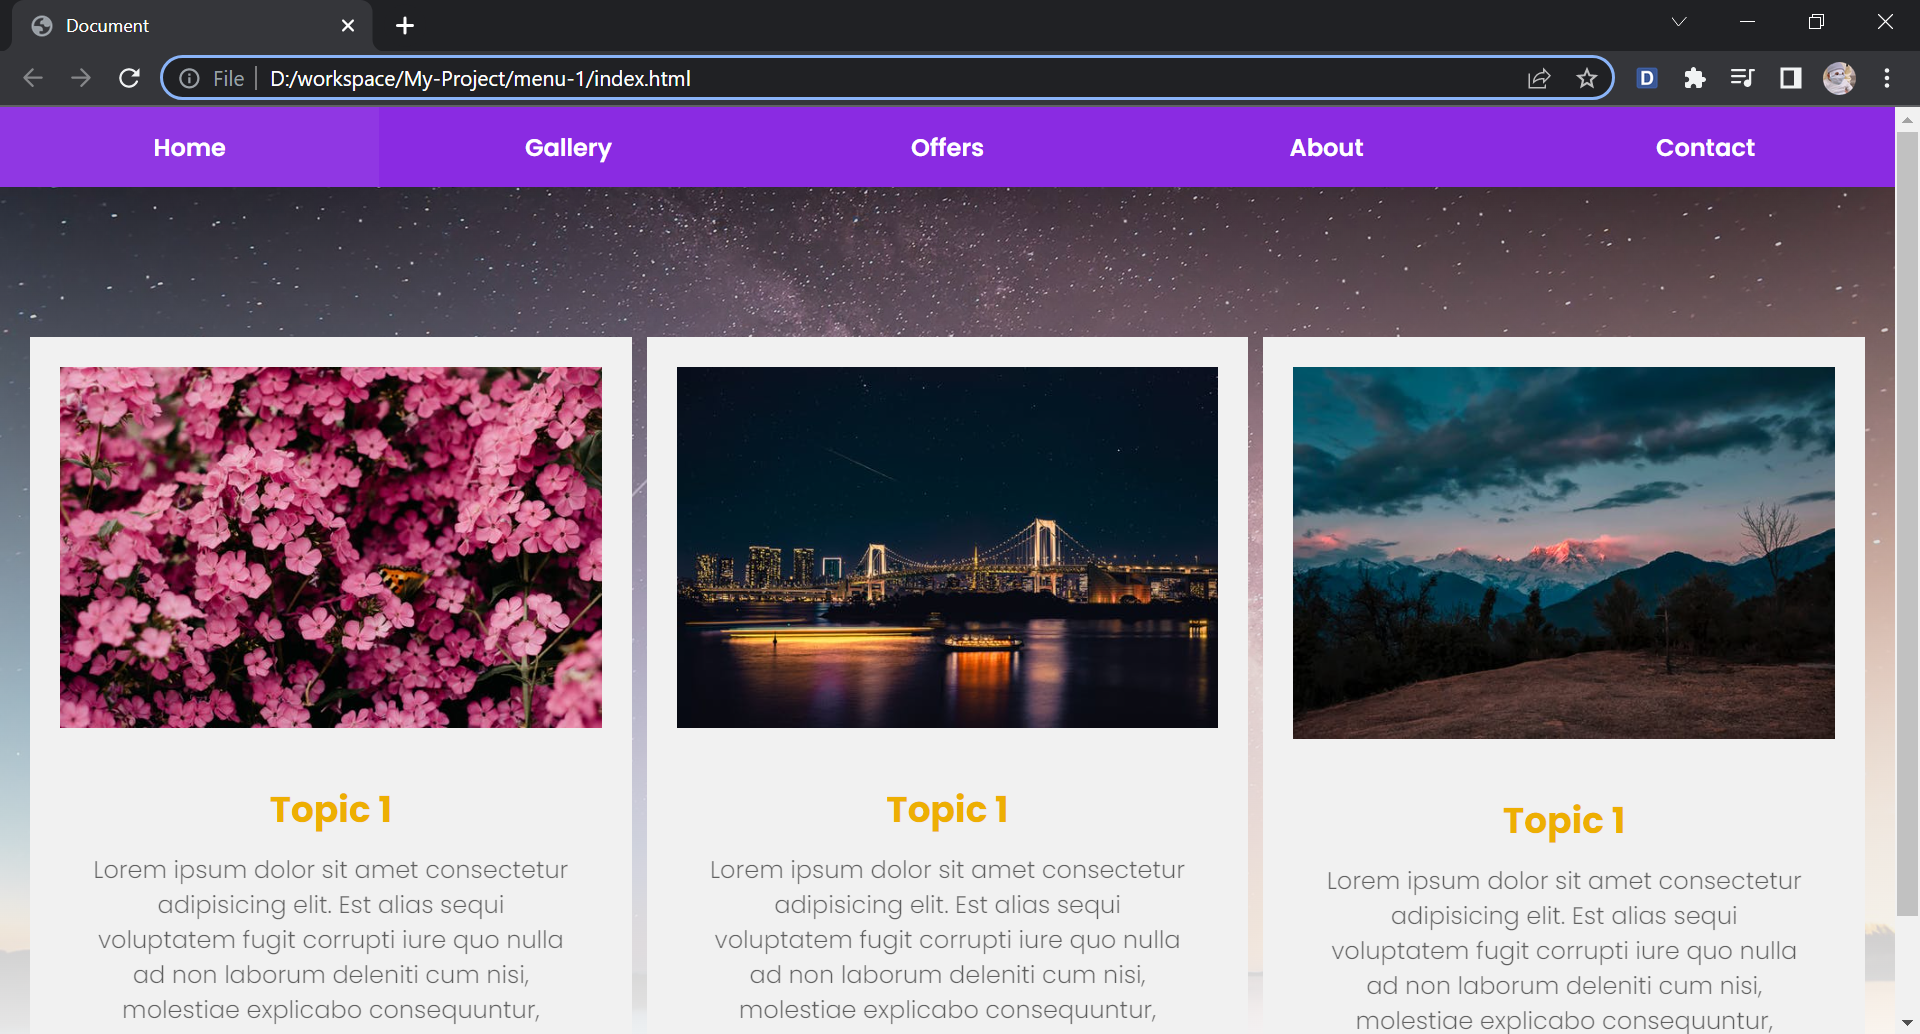 Document
File D:/workspace/My-Project/menu-1/index.html
D
Home Gallery Offers About Contact
Topic 1
Lorem ipsum dolor sit amet consectetur
adipisicing elit. Est alias sequi
voluptatem fugit corrupti iure quo nulla
ad non laborum deleniti cum nisi,
molestiae explicabo consequuntur,
Topic 1
Lorem ipsum dolor sit amet consectetur
adipisicing elit. Est alias sequi
voluptatem fugit corrupti iure quo nulla
ad non laborum deleniti cum nisi,
molestiae explicabo consequuntur,
Topic 1
Lorem ipsum dolor sit amet consectetur
adipisicing elit. Est alias sequi
voluptatem fugit corrupti iure quo nulla
ad non laborum deleniti cum nisi,
molestiae explicabo consequuntur,